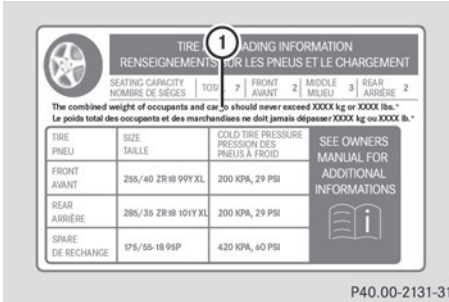 TIRE AND LOADING INFORMATION
1
RENSEIGNEMENTS SUR LES PNEUS ET LE CHARGEMENT
SEATING CAPACITY TOTAL 7 FRONT 2 MIDDLE 3 REAR 2
NOMBRE DE SIÉGES AVANT MILIEU ARRIÈRE
The combined weight of occupants and cargo should never exceed XXXX kg or XXXX lbs.*
Le poids total des occupants et des marchandises ne doit jamais dépasser XXXX kg ou XXXX lb.*
TIRE SIZE COLD TIRE PRESSURE SEE OWNERS
PNEU TAILLE PRESSION DES MANUAL FOR
PNEUS À FROID ADDITIONAL
INFORMATIONS
FRONT
AVANT 255/40 ZR18 99Y XL 200 KPA, 29 PSI
REAR
ARRIÈRE 285/35 ZR18 101Y XL 200 KPA, 29 PSI
SPARE
DE RECHANGE 175/55-18 95P 420 KPA, 60 PSI
P40.00-2131-31